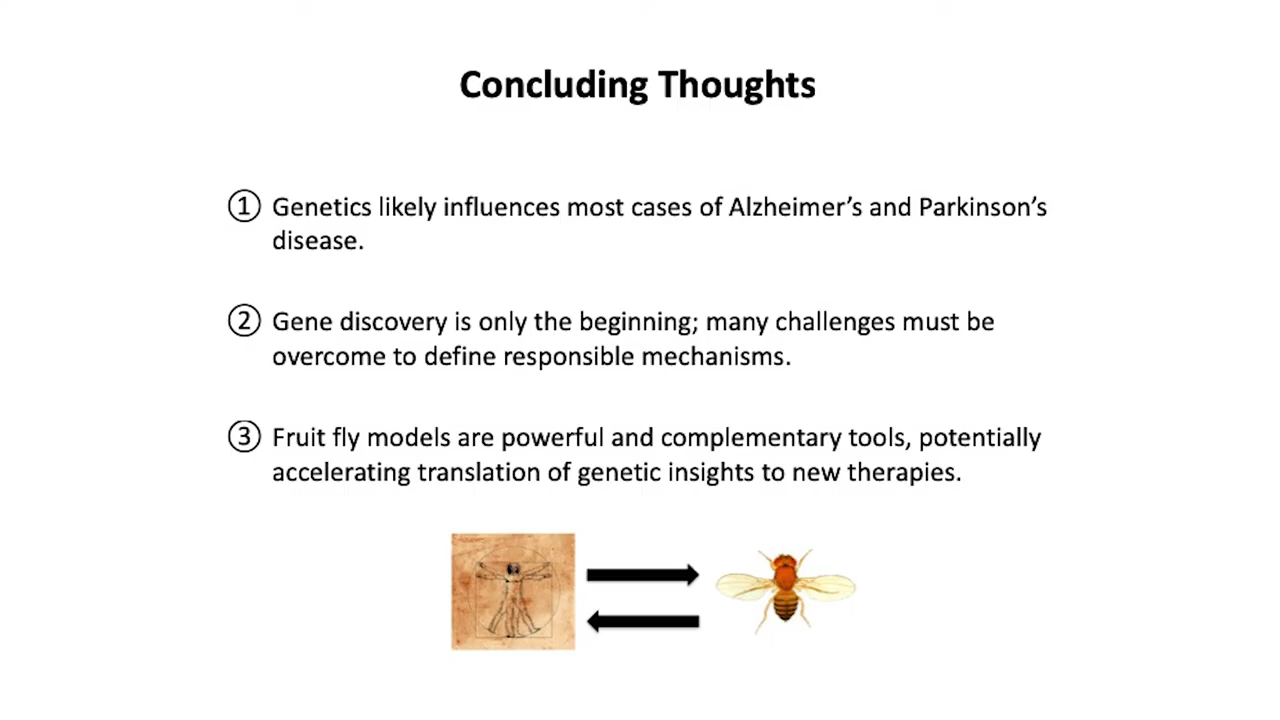 Concluding Thoughts
① Genetics likely influences most cases of Alzheimer’s and Parkinson’s
disease.
② Gene discovery is only the beginning; many challenges must be
overcome to define responsible mechanisms.
③ Fruit fly models are powerful and complementary tools, potentially
accelerating translation of genetic insights to new therapies.